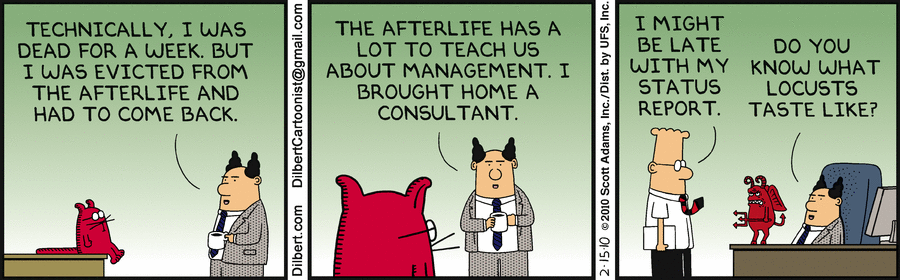 TECHNICALLY, I WAS
DEAD FOR A WEEK. BUT
I WAS EVICTED FROM
THE AFTERLIFE AND
HAD TO COME BACK.
Dilbert.com DilbertCartoonist@gmail.com
THE AFTERLIFE HAS A
LOT TO TEACH US
ABOUT MANAGEMENT. I
BROUGHT HOME A
CONSULTANT.
2-15-10 ©2010 Scott Adams, Inc./Dist. by UFS, Inc.
I MIGHT
BE LATE
WITH MY
STATUS
REPORT.
DO YOU
KNOW WHAT
LOCUSTS
TASTE LIKE?